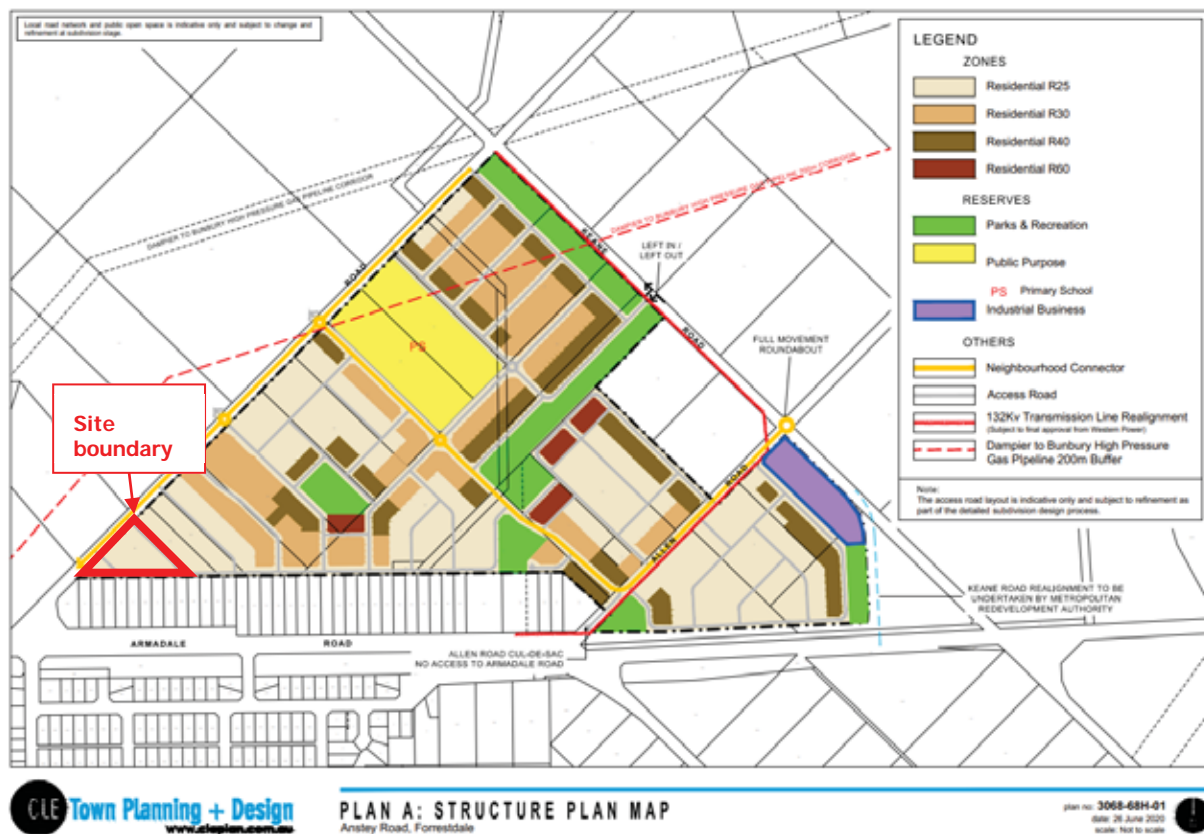 Local road network and public open space is indicative only and subject to change and
refinement at subdivision stage.
LEGEND
ZONES
Residential R25
Residential R30
Residential R40
Residential R60
RESERVES
Parks & Recreation
Public Purpose
PS Primary School
Industrial Business
OTHERS
Neighbourhood Connector
Access Road
132Kv Transmission Line Realignment
(Subject to final approval from Western Power)
Dampier to Bunbury High Pressure
Gas Pipeline 200m Buffer
Note:
The access road layout is indicative only and subject to refinement as
part of the detailed subdivision design process.
DAMPIER TO BUNBURY HIGH PRESSURE GAS PIPELINE CORRIDOR
DAMPIER TO BUNBURY HIGH PRESSURE GAS PIPELINE
CORRIDOR
KEANE
ROAD
LEFT IN /
LEFT OUT
ROAD
PS
FULL MOVEMENT
ROUNDABOUT
Site
boundary
ALLEN
ROAD
KEANE ROAD REALIGNMENT TO BE
UNDERTAKEN BY METROPOLITAN
REDEVELOPMENT AUTHORITY
ARMADALE ROAD
ALLEN ROAD CUL-DE-SAC
NO ACCESS TO ARMADALE ROAD
CLE Town Planning + Design
www.cleplan.com.au
PLAN A: STRUCTURE PLAN MAP
Anstey Road, Forrestdale
plan no: 3068-68H-01
date: 26 June 2020
scale: Not to scale